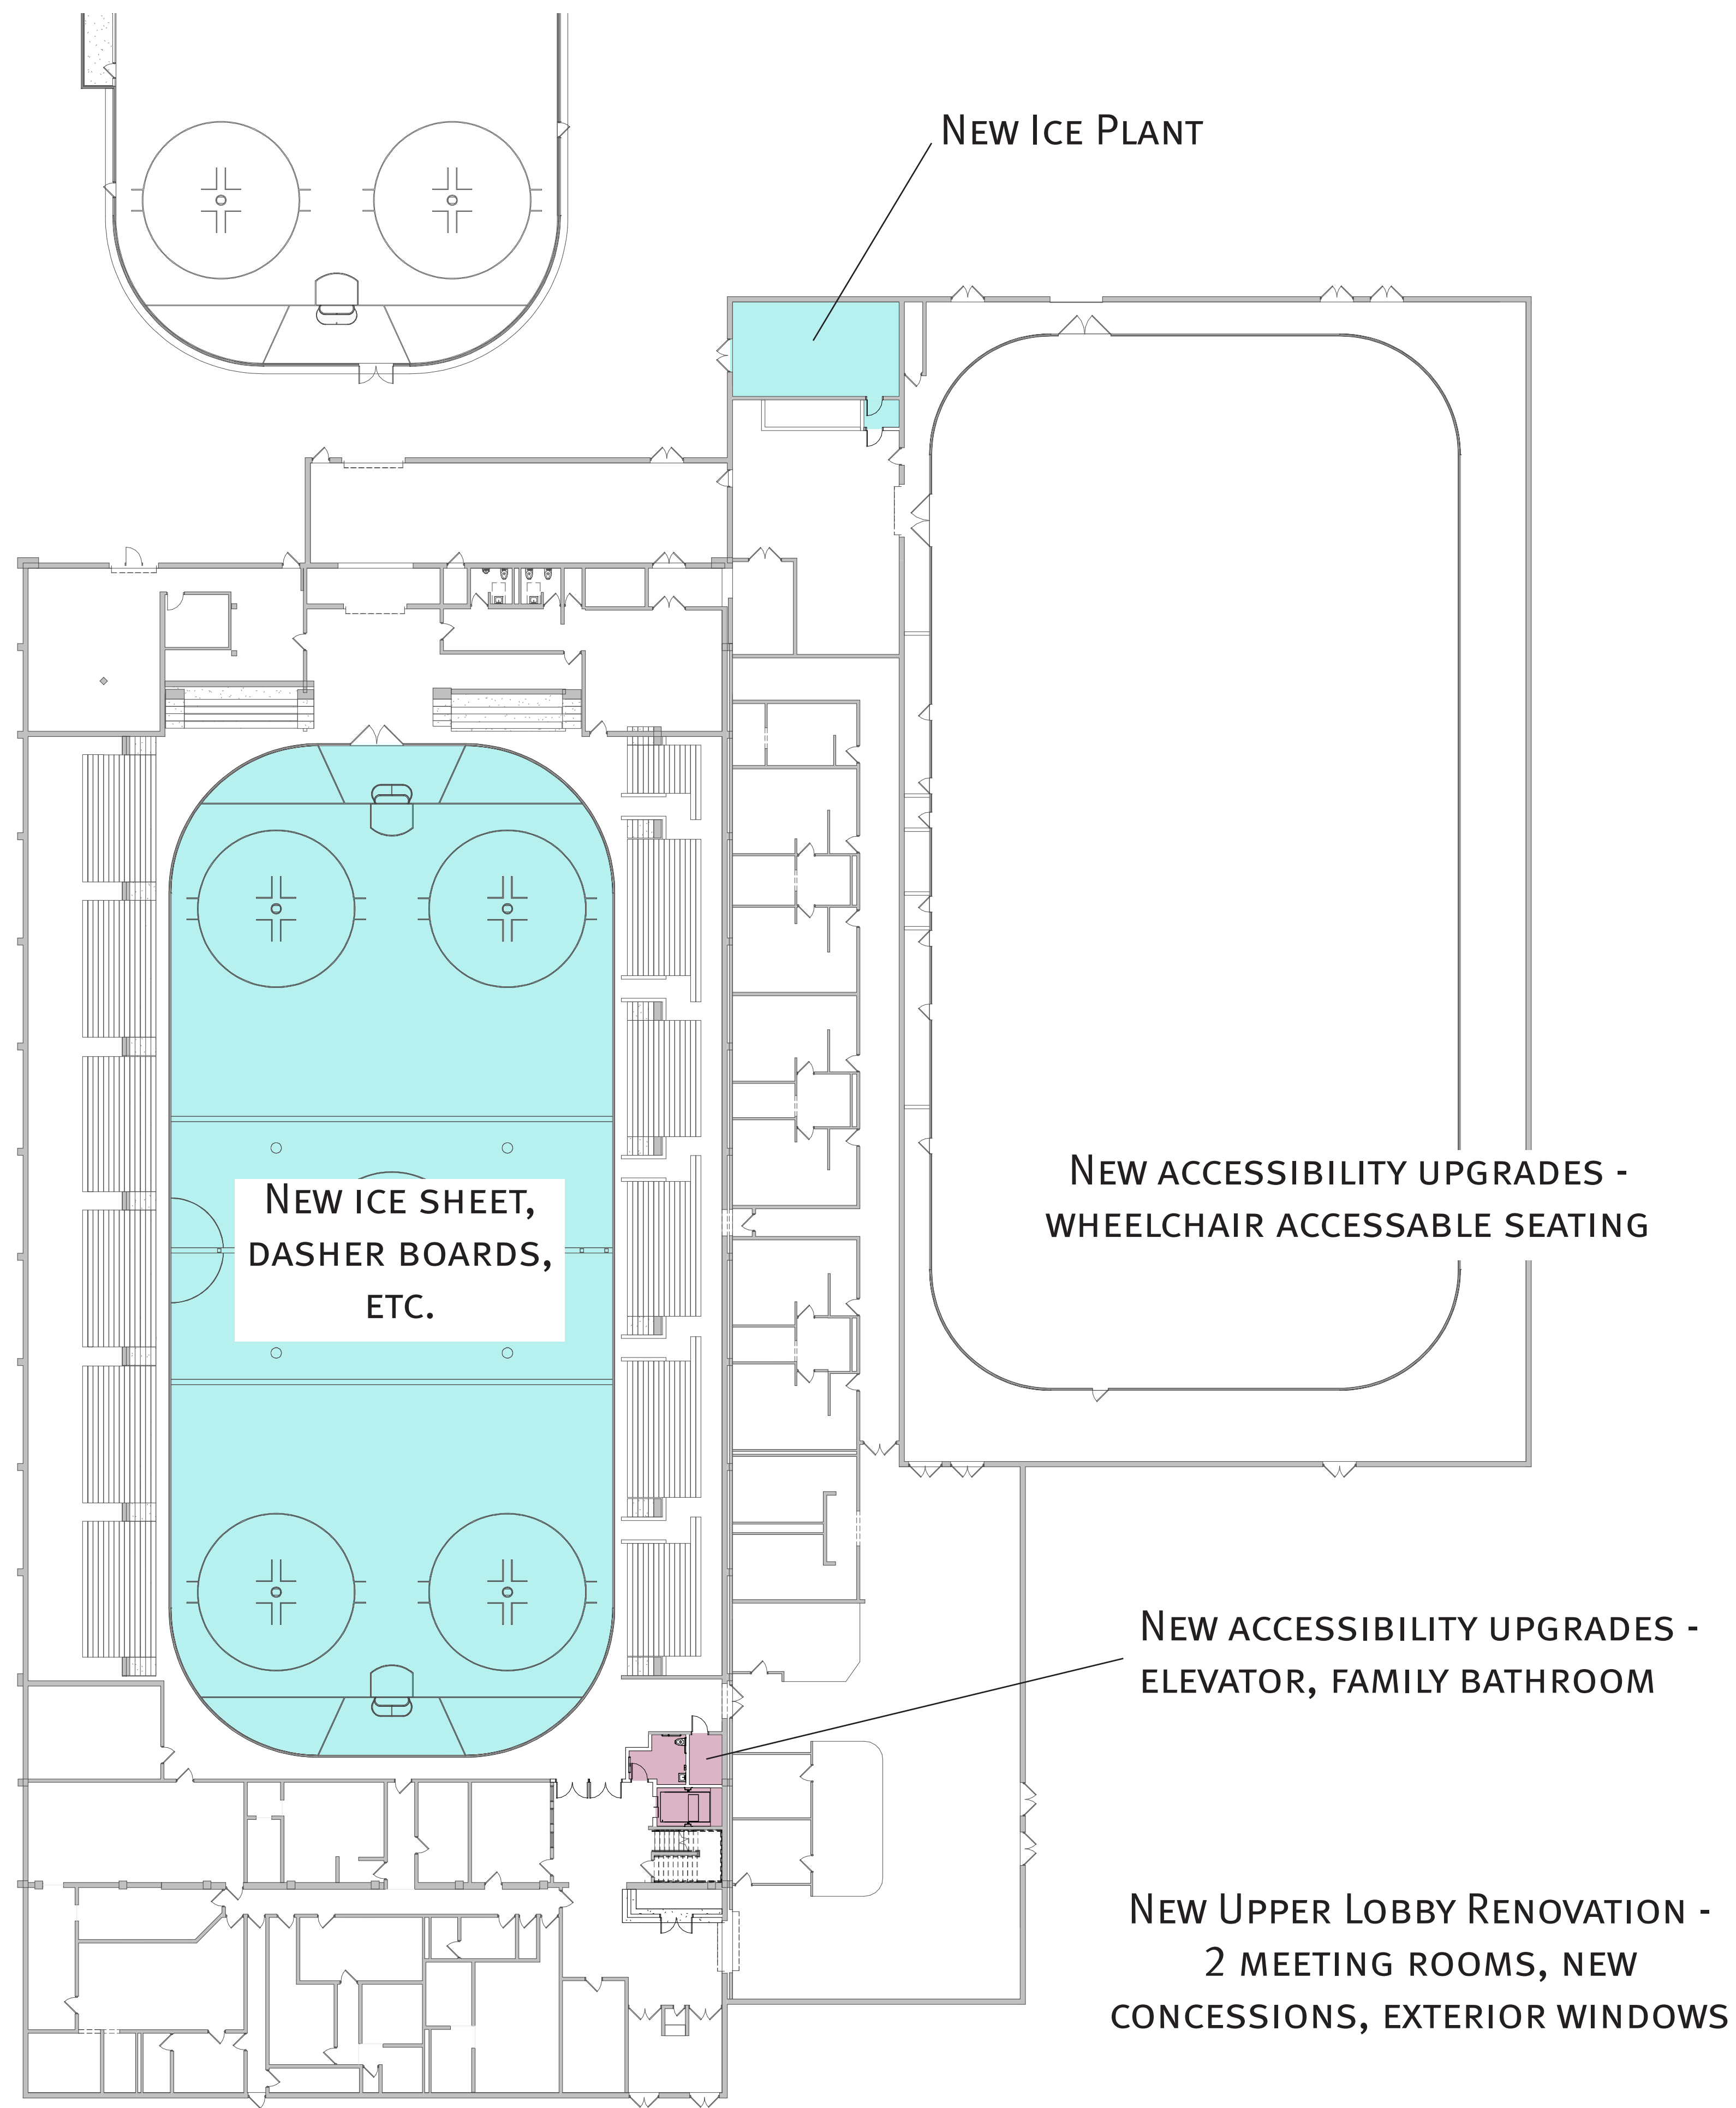 New Ice Plant
New accessibility upgrades -
wheelchair accessable seating
New ice sheet,
dasher boards,
etc.
New accessibility upgrades -
elevator, family bathroom
New Upper Lobby Renovation -
2 meeting rooms, new
concessions, exterior windows